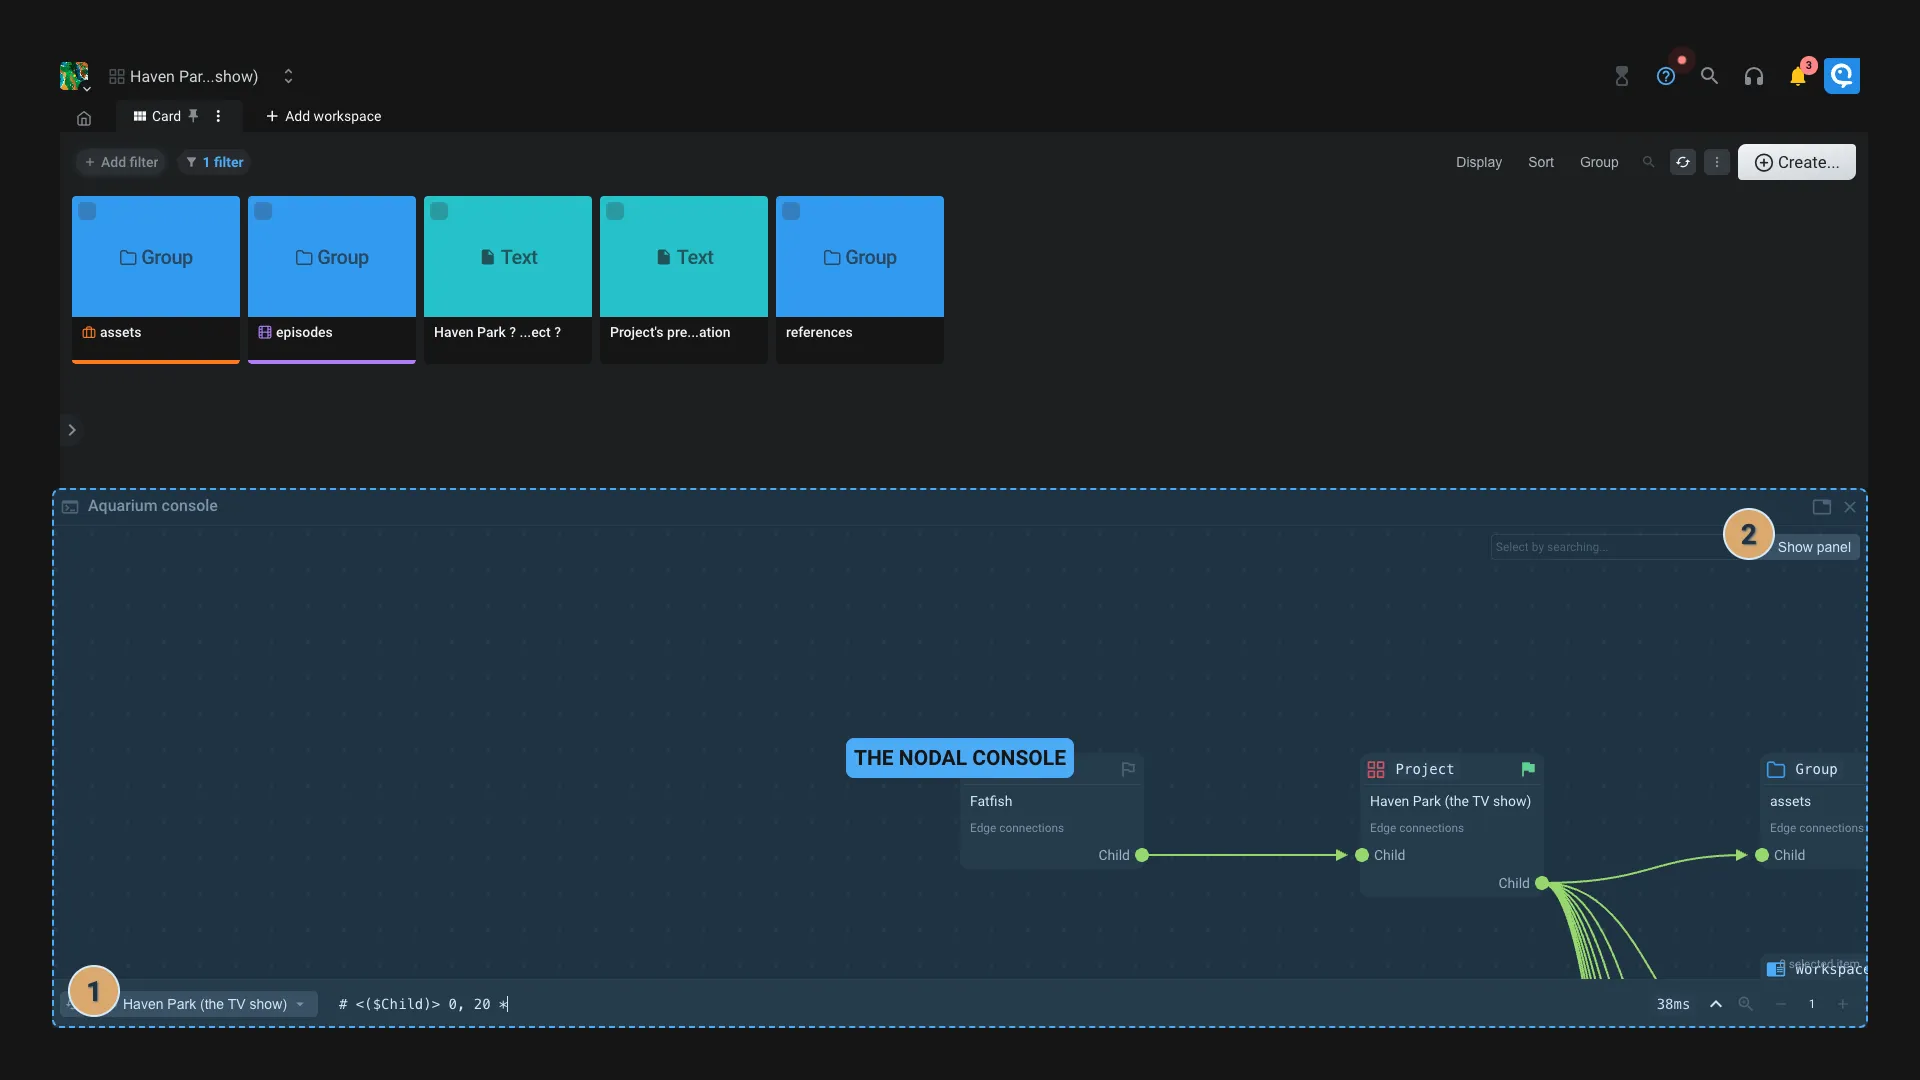 Haven Par...show)
3
Card
Add workspace
Add filter
1 filter
Display
Sort
Group
Create...
Group
Group
Text
Text
Group
assets
episodes
Haven Park ? ...ect ?
Project's pre...ation
references
Aquarium console
2
Select by searching...
Show panel
THE NODAL CONSOLE
Project
Group
Fatfish
Haven Park (the TV show)
assets
Edge connections
Edge connections
Edge connections
Child
Child
Child
Child
selected item
Workspace
1
Haven Park (the TV show)
# <($Child)> 0, 20 *
38ms
1